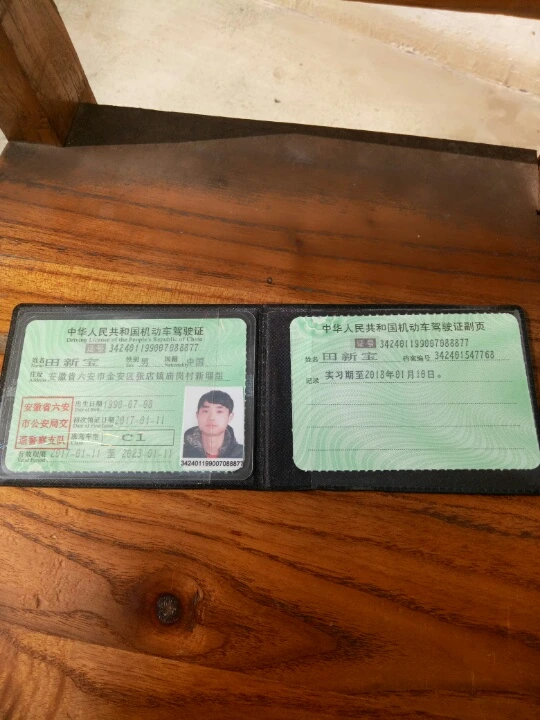 中华人民共和国机动车驾驶证
Driving License of the People's Republic of China
证号 342401199007088877
姓名 田新宝 性别 男 国籍 中国
住址 安徽省六安市金安区张店镇庙岗村新塘
Address
安徽省六安
市公安局交
通警察支队
出生日期 1990-07-08
初次领证日期 2017-01-11
准驾车型 C1
有效期限 2017-01-11 至 2023-01-11
342401199007088877
中华人民共和国机动车驾驶证副页
证号 342401199007088877
姓名 田新宝 档案编号 342401547768
记录 实习期至2018年01月10日。